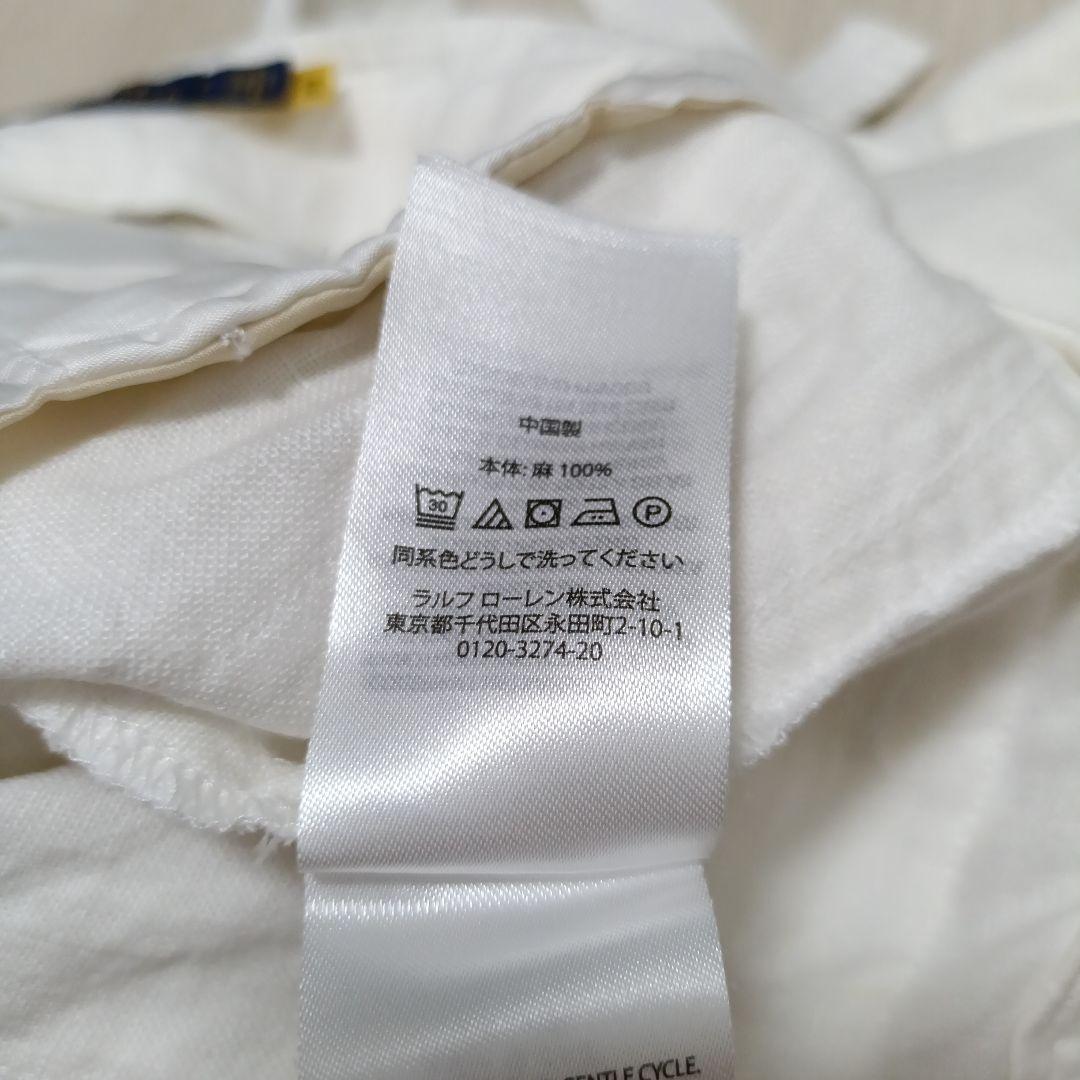 中国製
本体: 麻 100%
30
P
同系色どうしで洗ってください
ラルフ ローレン株式会社
東京都千代田区永田町2-10-1
0120-3274-20
GENTLE CYCLE.